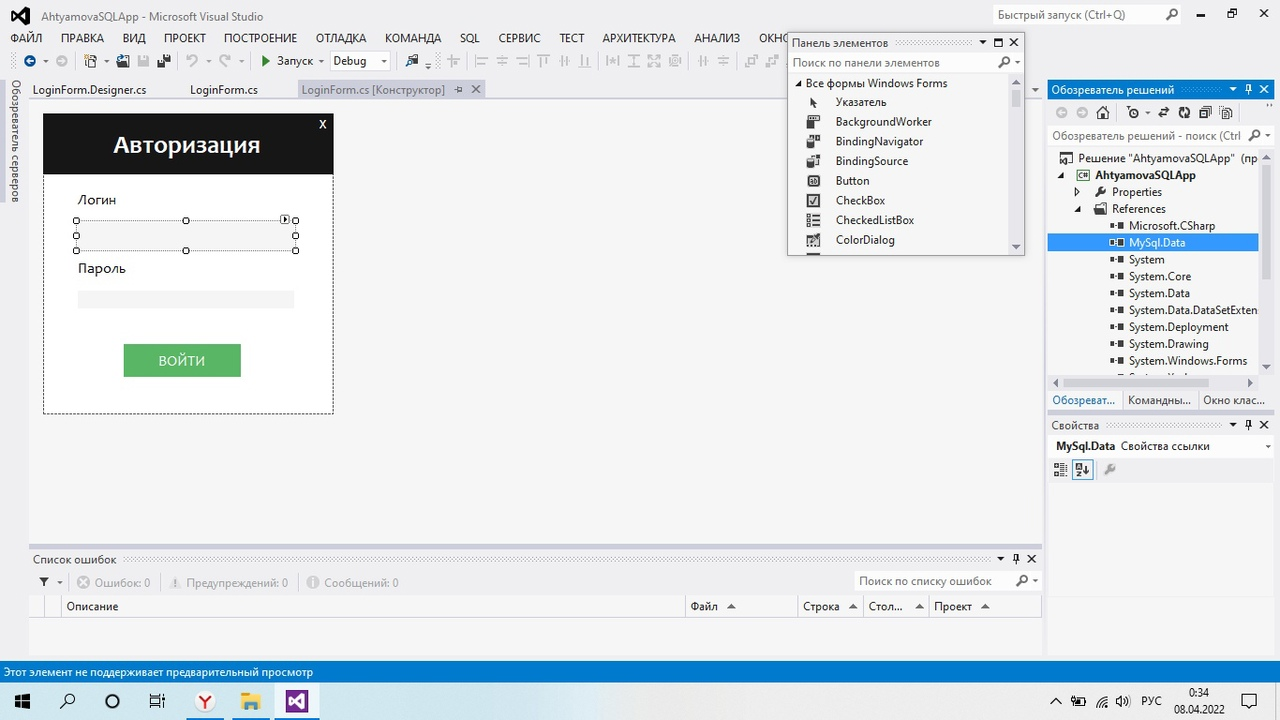 AhtyamovaSQLApp - Microsoft Visual Studio
Быстрый запуск (Ctrl+Q)
ФАЙЛ ПРАВКА ВИД ПРОЕКТ ПОСТРОЕНИЕ ОТЛАДКА КОМАНДА SQL СЕРВИС ТЕСТ АРХИТЕКТУРА АНАЛИЗ ОКНО
Запуск Debug
Обозреватель серверов
LoginForm.Designer.cs LoginForm.cs LoginForm.cs [Конструктор]
X
Авторизация
Логин
Пароль
ВОЙТИ
Панель элементов
Поиск по панели элементов
Все формы Windows Forms
Указатель
BackgroundWorker
BindingNavigator
BindingSource
Button
CheckBox
CheckedListBox
ColorDialog
Обозреватель решений
Обозреватель решений - поиск (Ctrl
Решение "AhtyamovaSQLApp" (пр
C# AhtyamovaSQLApp
Properties
References
Microsoft.CSharp
MySql.Data
System
System.Core
System.Data
System.Data.DataSetExten
System.Deployment
System.Drawing
System.Windows.Forms
Обозреват... Командны... Окно клас...
Свойства
MySql.Data Свойства ссылки
Список ошибок
Ошибок: 0 Предупреждений: 0 Сообщений: 0
Поиск по списку ошибок
Описание Файл Строка Стол... Проект
Этот элемент не поддерживает предварительный просмотр
РУС
0:34
08.04.2022